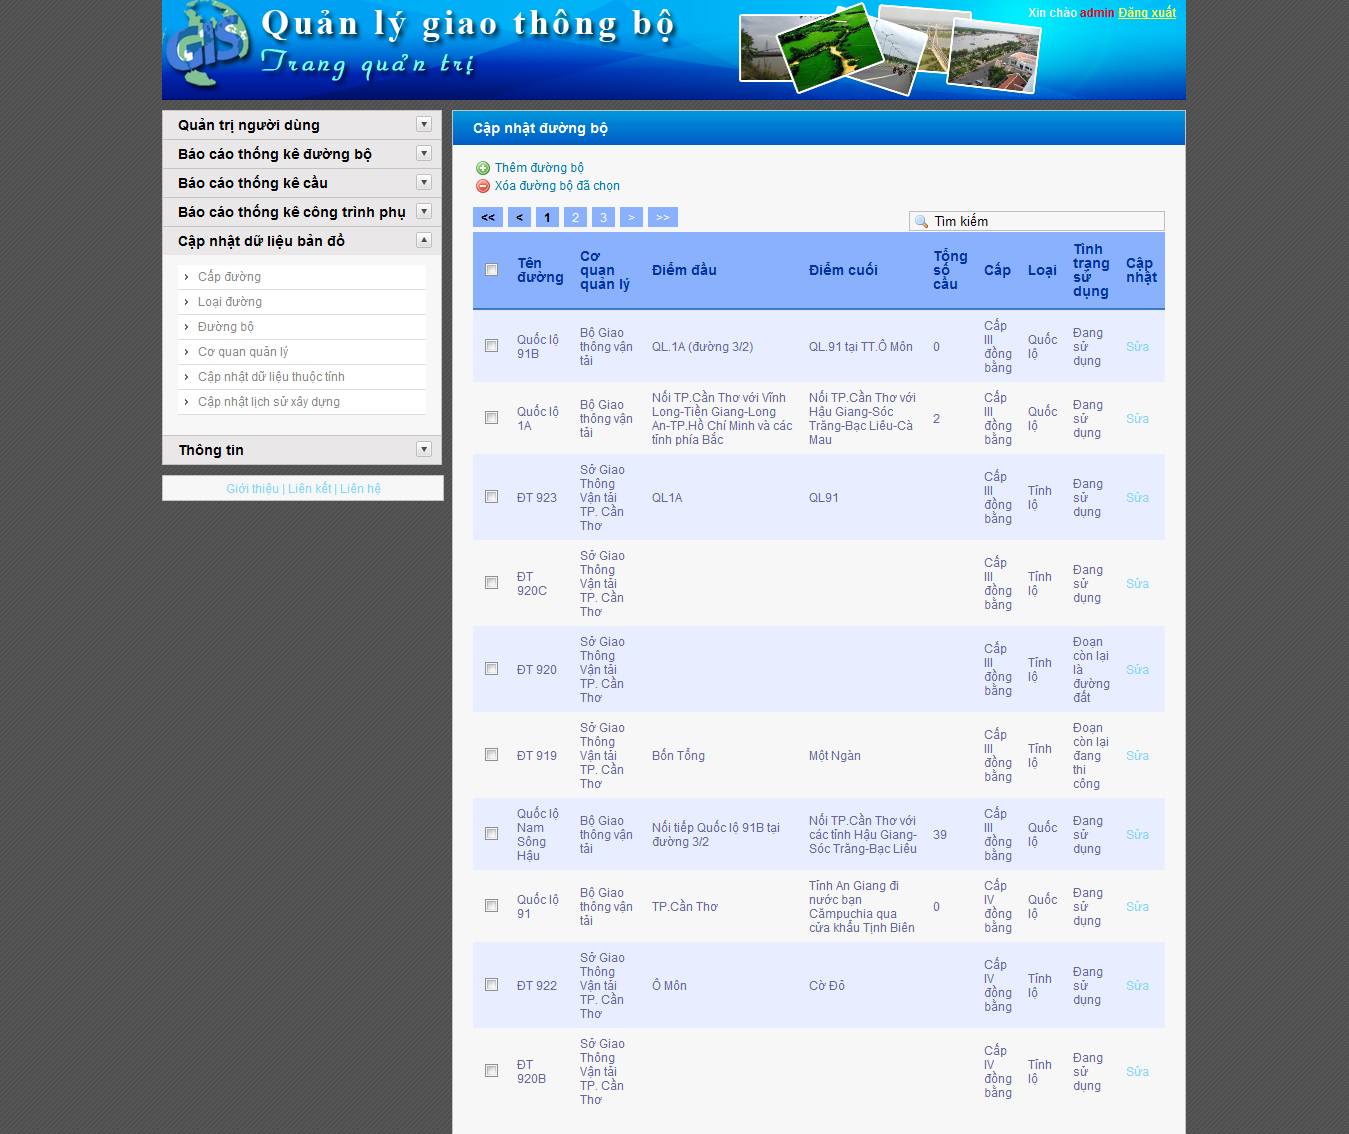 Quản lý giao thông bộ
Trang quản trị
Xin chào admin Đăng xuất
GIS
Quản trị người dùng
Báo cáo thống kê đường bộ
Báo cáo thống kê cầu
Báo cáo thống kê công trình phụ
Cập nhật dữ liệu bản đồ
Cấp đường
Loại đường
Đường bộ
Cơ quan quản lý
Cập nhật dữ liệu thuộc tính
Cập nhật lịch sử xây dựng
Thông tin
Giới thiệu | Liên kết | Liên hệ
Cập nhật đường bộ
Thêm đường bộ
Xóa đường bộ đã chọn
<< < 1 2 3 > >>
Tìm kiếm
Tên đường Cơ quan quản lý Điểm đầu Điểm cuối Tổng số cầu Cấp Loại Tình trạng sử dụng Cập nhật
Quốc lộ 91B Bộ Giao thông vận tải QL.1A (đường 3/2) QL.91 tại TT.Ô Môn 0 Cấp III đồng bằng Quốc lộ Đang sử dụng Sửa
Quốc lộ 1A Bộ Giao thông vận tải Nối TP.Cần Thơ với Vĩnh Long-Tiền Giang-Long An-TP.Hồ Chí Minh và các tỉnh phía Bắc Nối TP.Cần Thơ với Hậu Giang-Sóc Trăng-Bạc Liêu-Cà Mau 2 Cấp III đồng bằng Quốc lộ Đang sử dụng Sửa
ĐT 923 Sở Giao Thông Vận tải TP. Cần Thơ QL1A QL91 Cấp III đồng bằng Tỉnh lộ Đang sử dụng Sửa
ĐT 920C Sở Giao Thông Vận tải TP. Cần Thơ Cấp III đồng bằng Tỉnh lộ Đang sử dụng Sửa
ĐT 920 Sở Giao Thông Vận tải TP. Cần Thơ Cấp III đồng bằng Tỉnh lộ Đoạn còn lại là đường đất Sửa
ĐT 919 Sở Giao Thông Vận tải TP. Cần Thơ Bốn Tổng Một Ngàn Cấp III đồng bằng Tỉnh lộ Đoạn còn lại đang thi công Sửa
Quốc lộ Nam Sông Hậu Bộ Giao thông vận tải Nối tiếp Quốc lộ 91B tại đường 3/2 Nối TP.Cần Thơ với các tỉnh Hậu Giang-Sóc Trăng-Bạc Liêu 39 Cấp III đồng bằng Quốc lộ Đang sử dụng Sửa
Quốc lộ 91 Bộ Giao thông vận tải TP.Cần Thơ Tỉnh An Giang đi nước bạn Cămpuchia qua cửa khẩu Tịnh Biên 0 Cấp IV đồng bằng Quốc lộ Đang sử dụng Sửa
ĐT 922 Sở Giao Thông Vận tải TP. Cần Thơ Ô Môn Cờ Đỏ Cấp IV đồng bằng Tỉnh lộ Đang sử dụng Sửa
ĐT 920B Sở Giao Thông Vận tải TP. Cần Thơ Cấp IV đồng bằng Tỉnh lộ Đang sử dụng Sửa